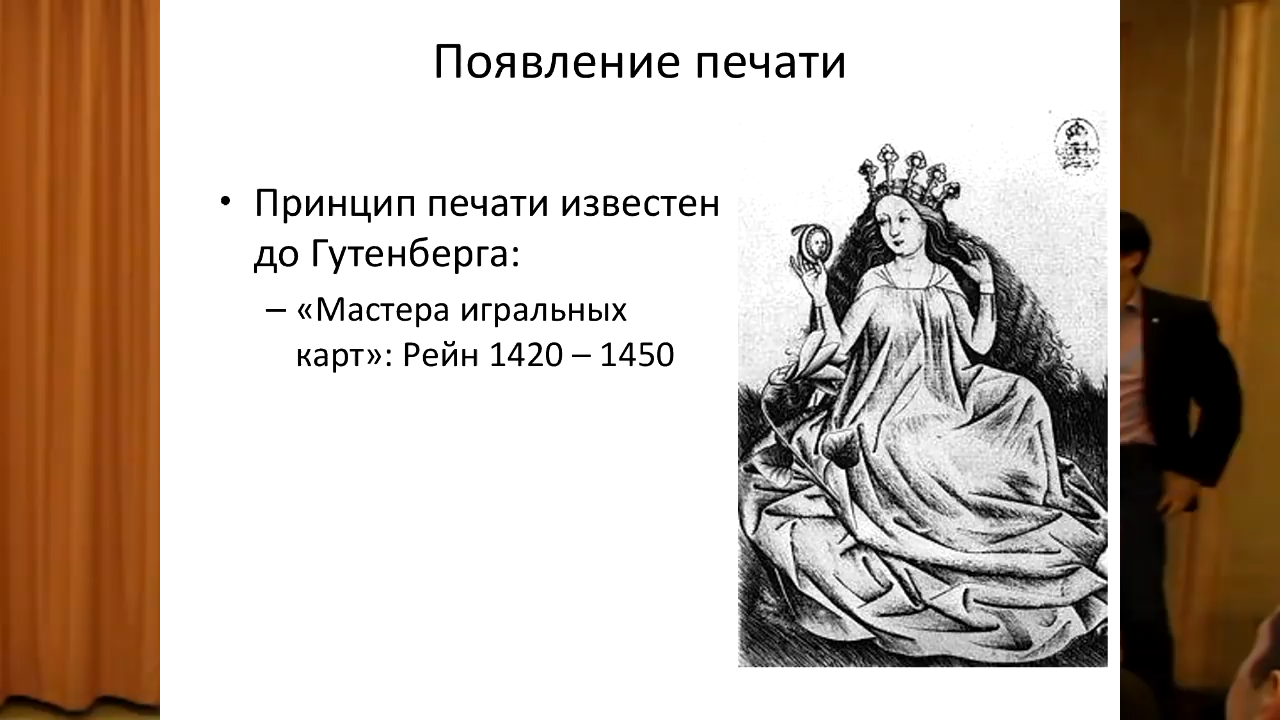 Появление печати
• Принцип печати известен
до Гутенберга:
– «Мастера игральных
карт»: Рейн 1420 – 1450